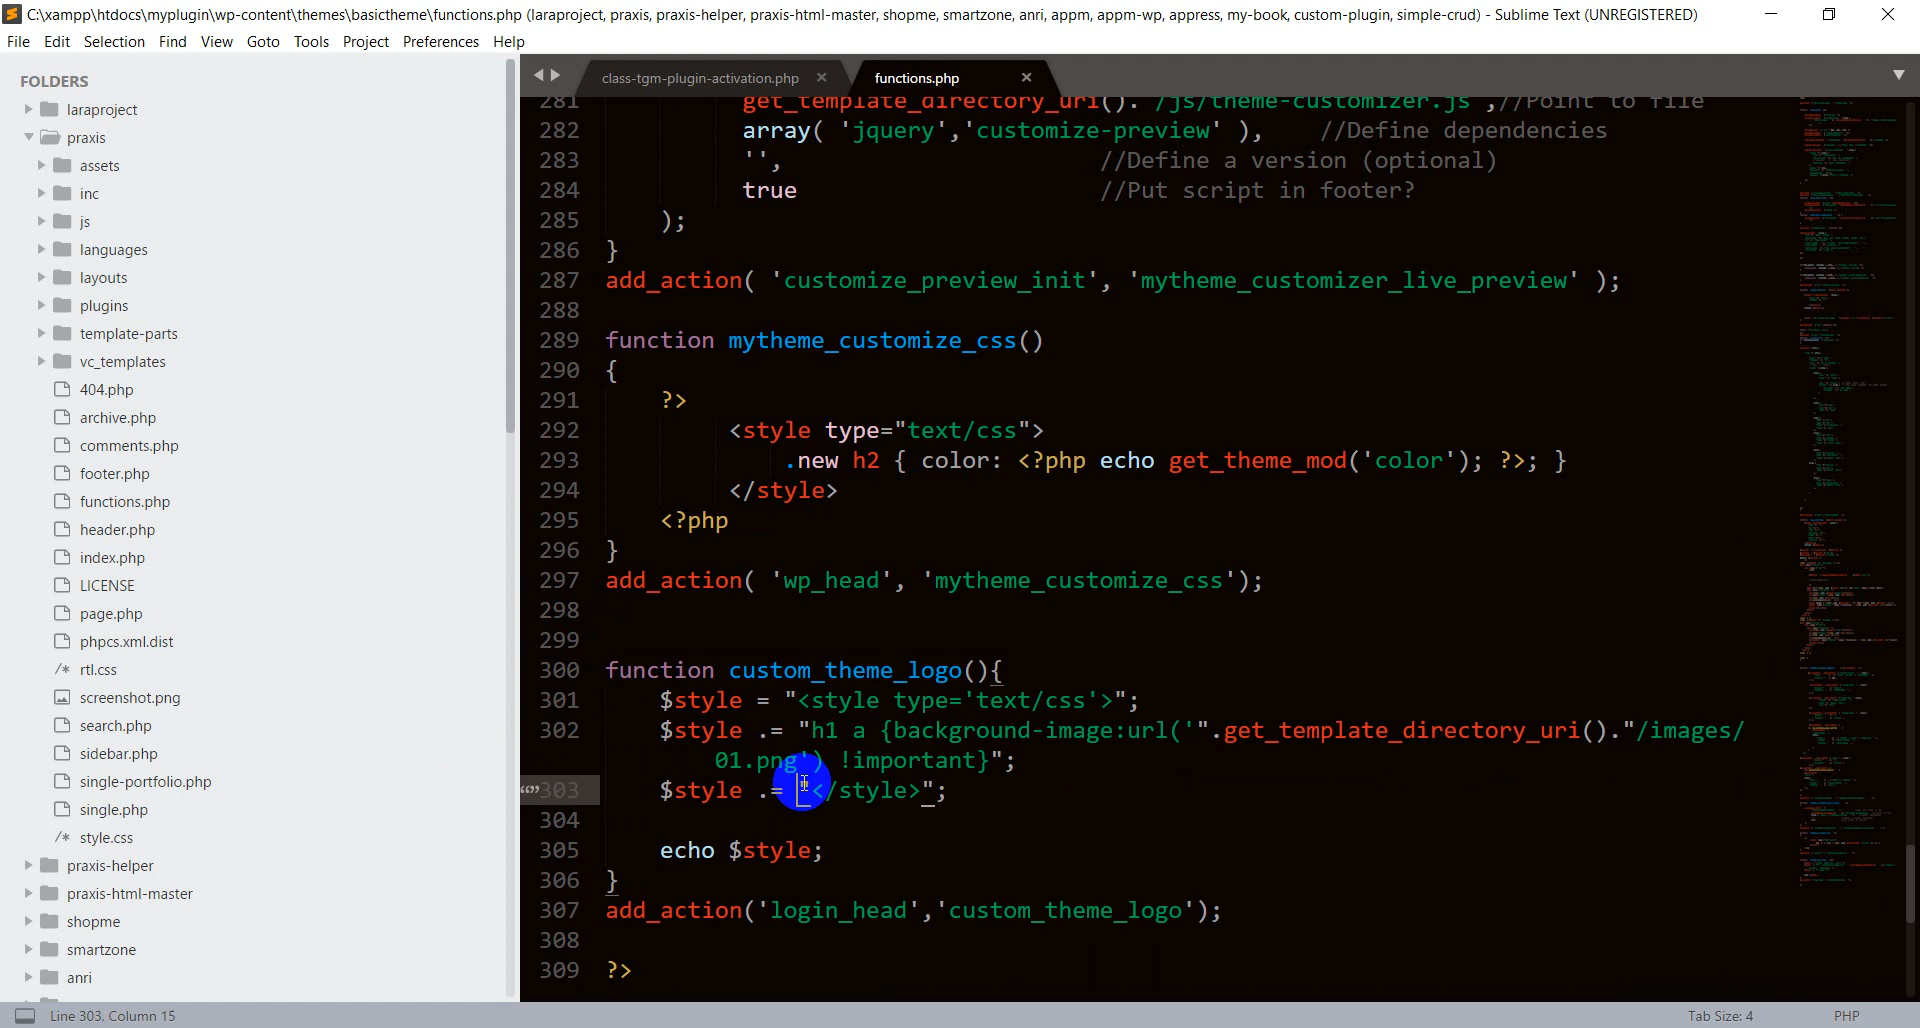 C:\xampp\htdocs\myplugin\wp-content\themes\basictheme\functions.php (laraproject, praxis, praxis-helper, praxis-html-master, shopme, smartzone, anri, appm, appm-wp, appress, my-book, custom-plugin, simple-crud) - Sublime Text (UNREGISTERED)
File Edit Selection Find View Goto Tools Project Preferences Help
FOLDERS
laraproject
praxis
assets
inc
js
languages
layouts
plugins
template-parts
vc_templates
404.php
archive.php
comments.php
footer.php
functions.php
header.php
index.php
LICENSE
page.php
phpcs.xml.dist
/* rtl.css
screenshot.png
search.php
sidebar.php
single-portfolio.php
single.php
/* style.css
praxis-helper
praxis-html-master
shopme
smartzone
anri
class-tgm-plugin-activation.php
functions.php
281 get_template_directory_uri().'/js/theme-customizer.js',//Point to file
282 array( 'jquery','customize-preview' ), //Define dependencies
283 '', //Define a version (optional)
284 true //Put script in footer?
285 );
286 }
287 add_action( 'customize_preview_init', 'mytheme_customizer_live_preview' );
288
289 function mytheme_customize_css()
290 {
291 ?>
292 <style type="text/css">
293 .new h2 { color: <?php echo get_theme_mod('color'); ?>; }
294 </style>
295 <?php
296 }
297 add_action( 'wp_head', 'mytheme_customize_css');
298
299
300 function custom_theme_logo(){
301 $style = "<style type='text/css'>";
302 $style .= "h1 a {background-image:url('".get_template_directory_uri()."/images/
01.png') !important}";
303 $style .= "</style>";
304
305 echo $style;
306 }
307 add_action('login_head','custom_theme_logo');
308
309 ?>
Line 303, Column 15
Tab Size: 4
PHP